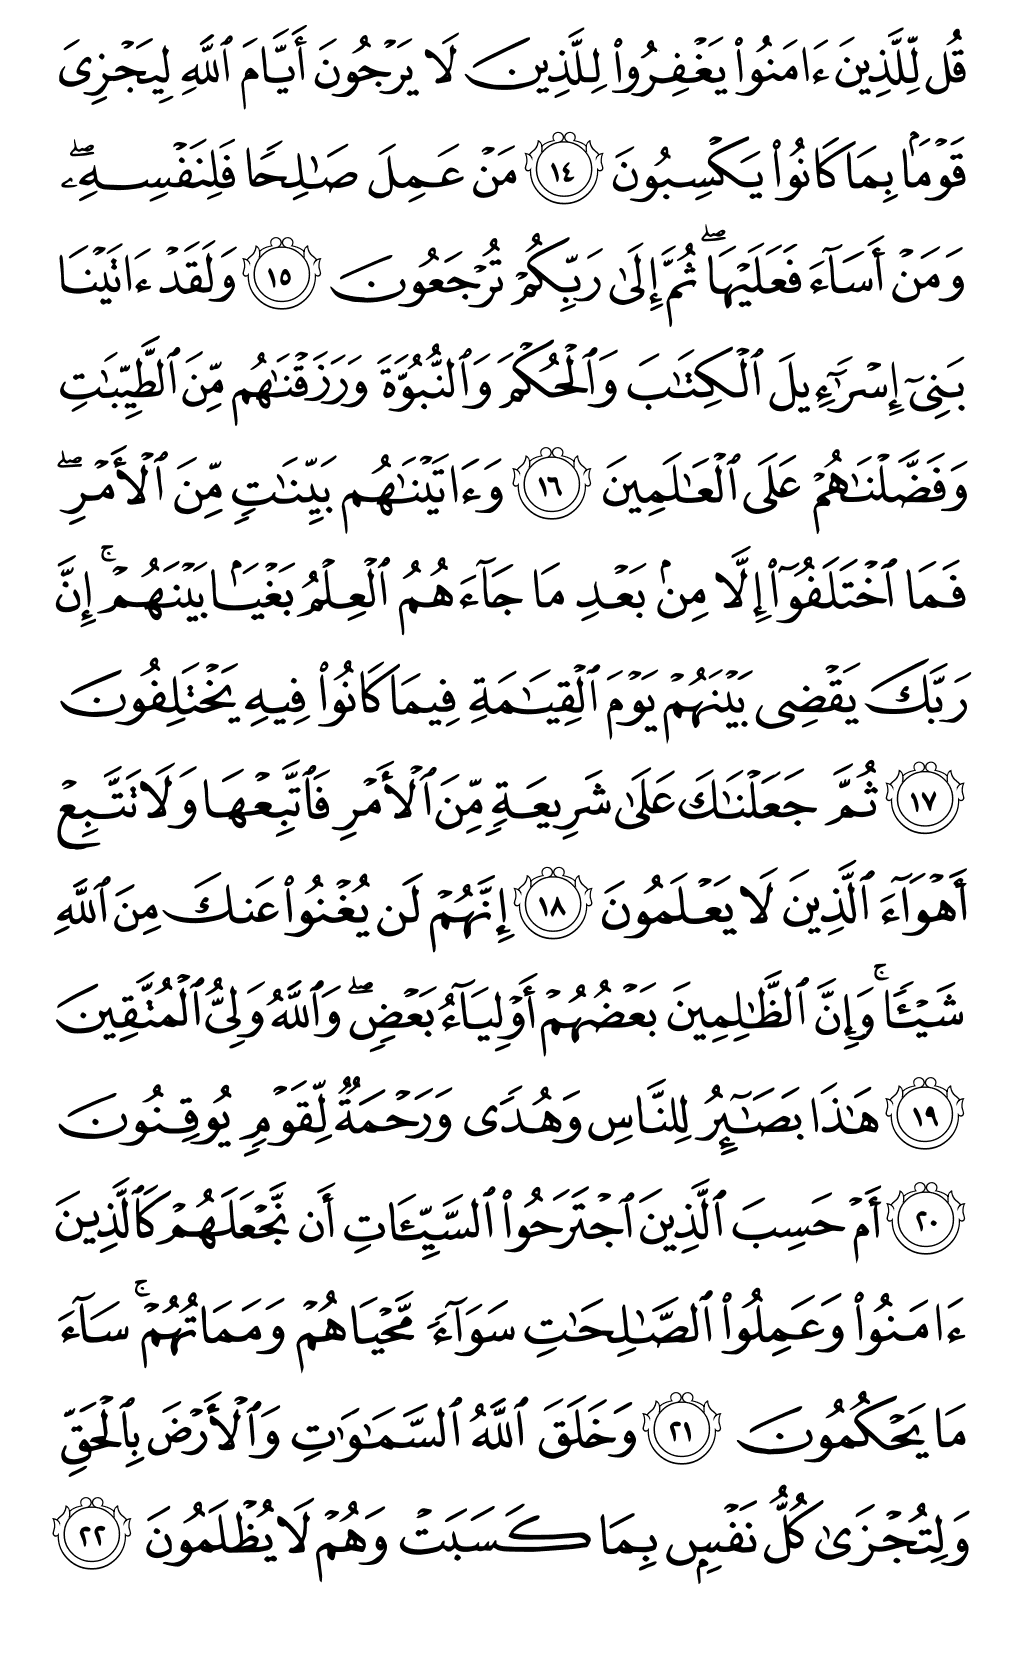 قُل لِّلَّذِينَ ءَامَنُوا۟ يَغْفِرُوا۟ لِلَّذِينَ لَا يَرْجُونَ أَيَّامَ ٱللَّهِ لِيَجْزِىَ
قَوْمًۢا بِمَا كَانُوا۟ يَكْسِبُونَ ١٤ مَنْ عَمِلَ صَـٰلِحًا فَلِنَفْسِهِۦ ۖ
وَمَنْ أَسَآءَ فَعَلَيْهَا ۖ ثُمَّ إِلَىٰ رَبِّكُمْ تُرْجَعُونَ ١٥ وَلَقَدْ ءَاتَيْنَا
بَنِىٓ إِسْرَٰٓءِيلَ ٱلْكِتَـٰبَ وَٱلْحُكْمَ وَٱلنُّبُوَّةَ وَرَزَقْنَـٰهُم مِّنَ ٱلطَّيِّبَـٰتِ
وَفَضَّلْنَـٰهُمْ عَلَى ٱلْعَـٰلَمِينَ ١٦ وَءَاتَيْنَـٰهُم بَيِّنَـٰتٍ مِّنَ ٱلْأَمْرِ ۖ
فَمَا ٱخْتَلَفُوٓا۟ إِلَّا مِنۢ بَعْدِ مَا جَآءَهُمُ ٱلْعِلْمُ بَغْيًۢا بَيْنَهُمْ ۚ إِنَّ
رَبَّكَ يَقْضِى بَيْنَهُمْ يَوْمَ ٱلْقِيَـٰمَةِ فِيمَا كَانُوا۟ فِيهِ يَخْتَلِفُونَ
١٧ ثُمَّ جَعَلْنَـٰكَ عَلَىٰ شَرِيعَةٍ مِّنَ ٱلْأَمْرِ فَٱتَّبِعْهَا وَلَا تَتَّبِعْ
أَهْوَآءَ ٱلَّذِينَ لَا يَعْلَمُونَ ١٨ إِنَّهُمْ لَن يُغْنُوا۟ عَنكَ مِنَ ٱللَّهِ
شَيْـًٔا ۚ وَإِنَّ ٱلظَّـٰلِمِينَ بَعْضُهُمْ أَوْلِيَآءُ بَعْضٍ ۖ وَٱللَّهُ وَلِىُّ ٱلْمُتَّقِينَ
١٩ هَـٰذَا بَصَـٰٓئِرُ لِلنَّاسِ وَهُدًى وَرَحْمَةٌ لِّقَوْمٍ يُوقِنُونَ
٢٠ أَمْ حَسِبَ ٱلَّذِينَ ٱجْتَرَحُوا۟ ٱلسَّيِّـَٔاتِ أَن نَّجْعَلَهُمْ كَٱلَّذِينَ
ءَامَنُوا۟ وَعَمِلُوا۟ ٱلصَّـٰلِحَـٰتِ سَوَآءً مَّحْيَاهُمْ وَمَمَاتُهُمْ ۚ سَآءَ
مَا يَحْكُمُونَ ٢١ وَخَلَقَ ٱللَّهُ ٱلسَّمَـٰوَٰتِ وَٱلْأَرْضَ بِٱلْحَقِّ
وَلِتُجْزَىٰ كُلُّ نَفْسٍۭ بِمَا كَسَبَتْ وَهُمْ لَا يُظْلَمُونَ ٢٢